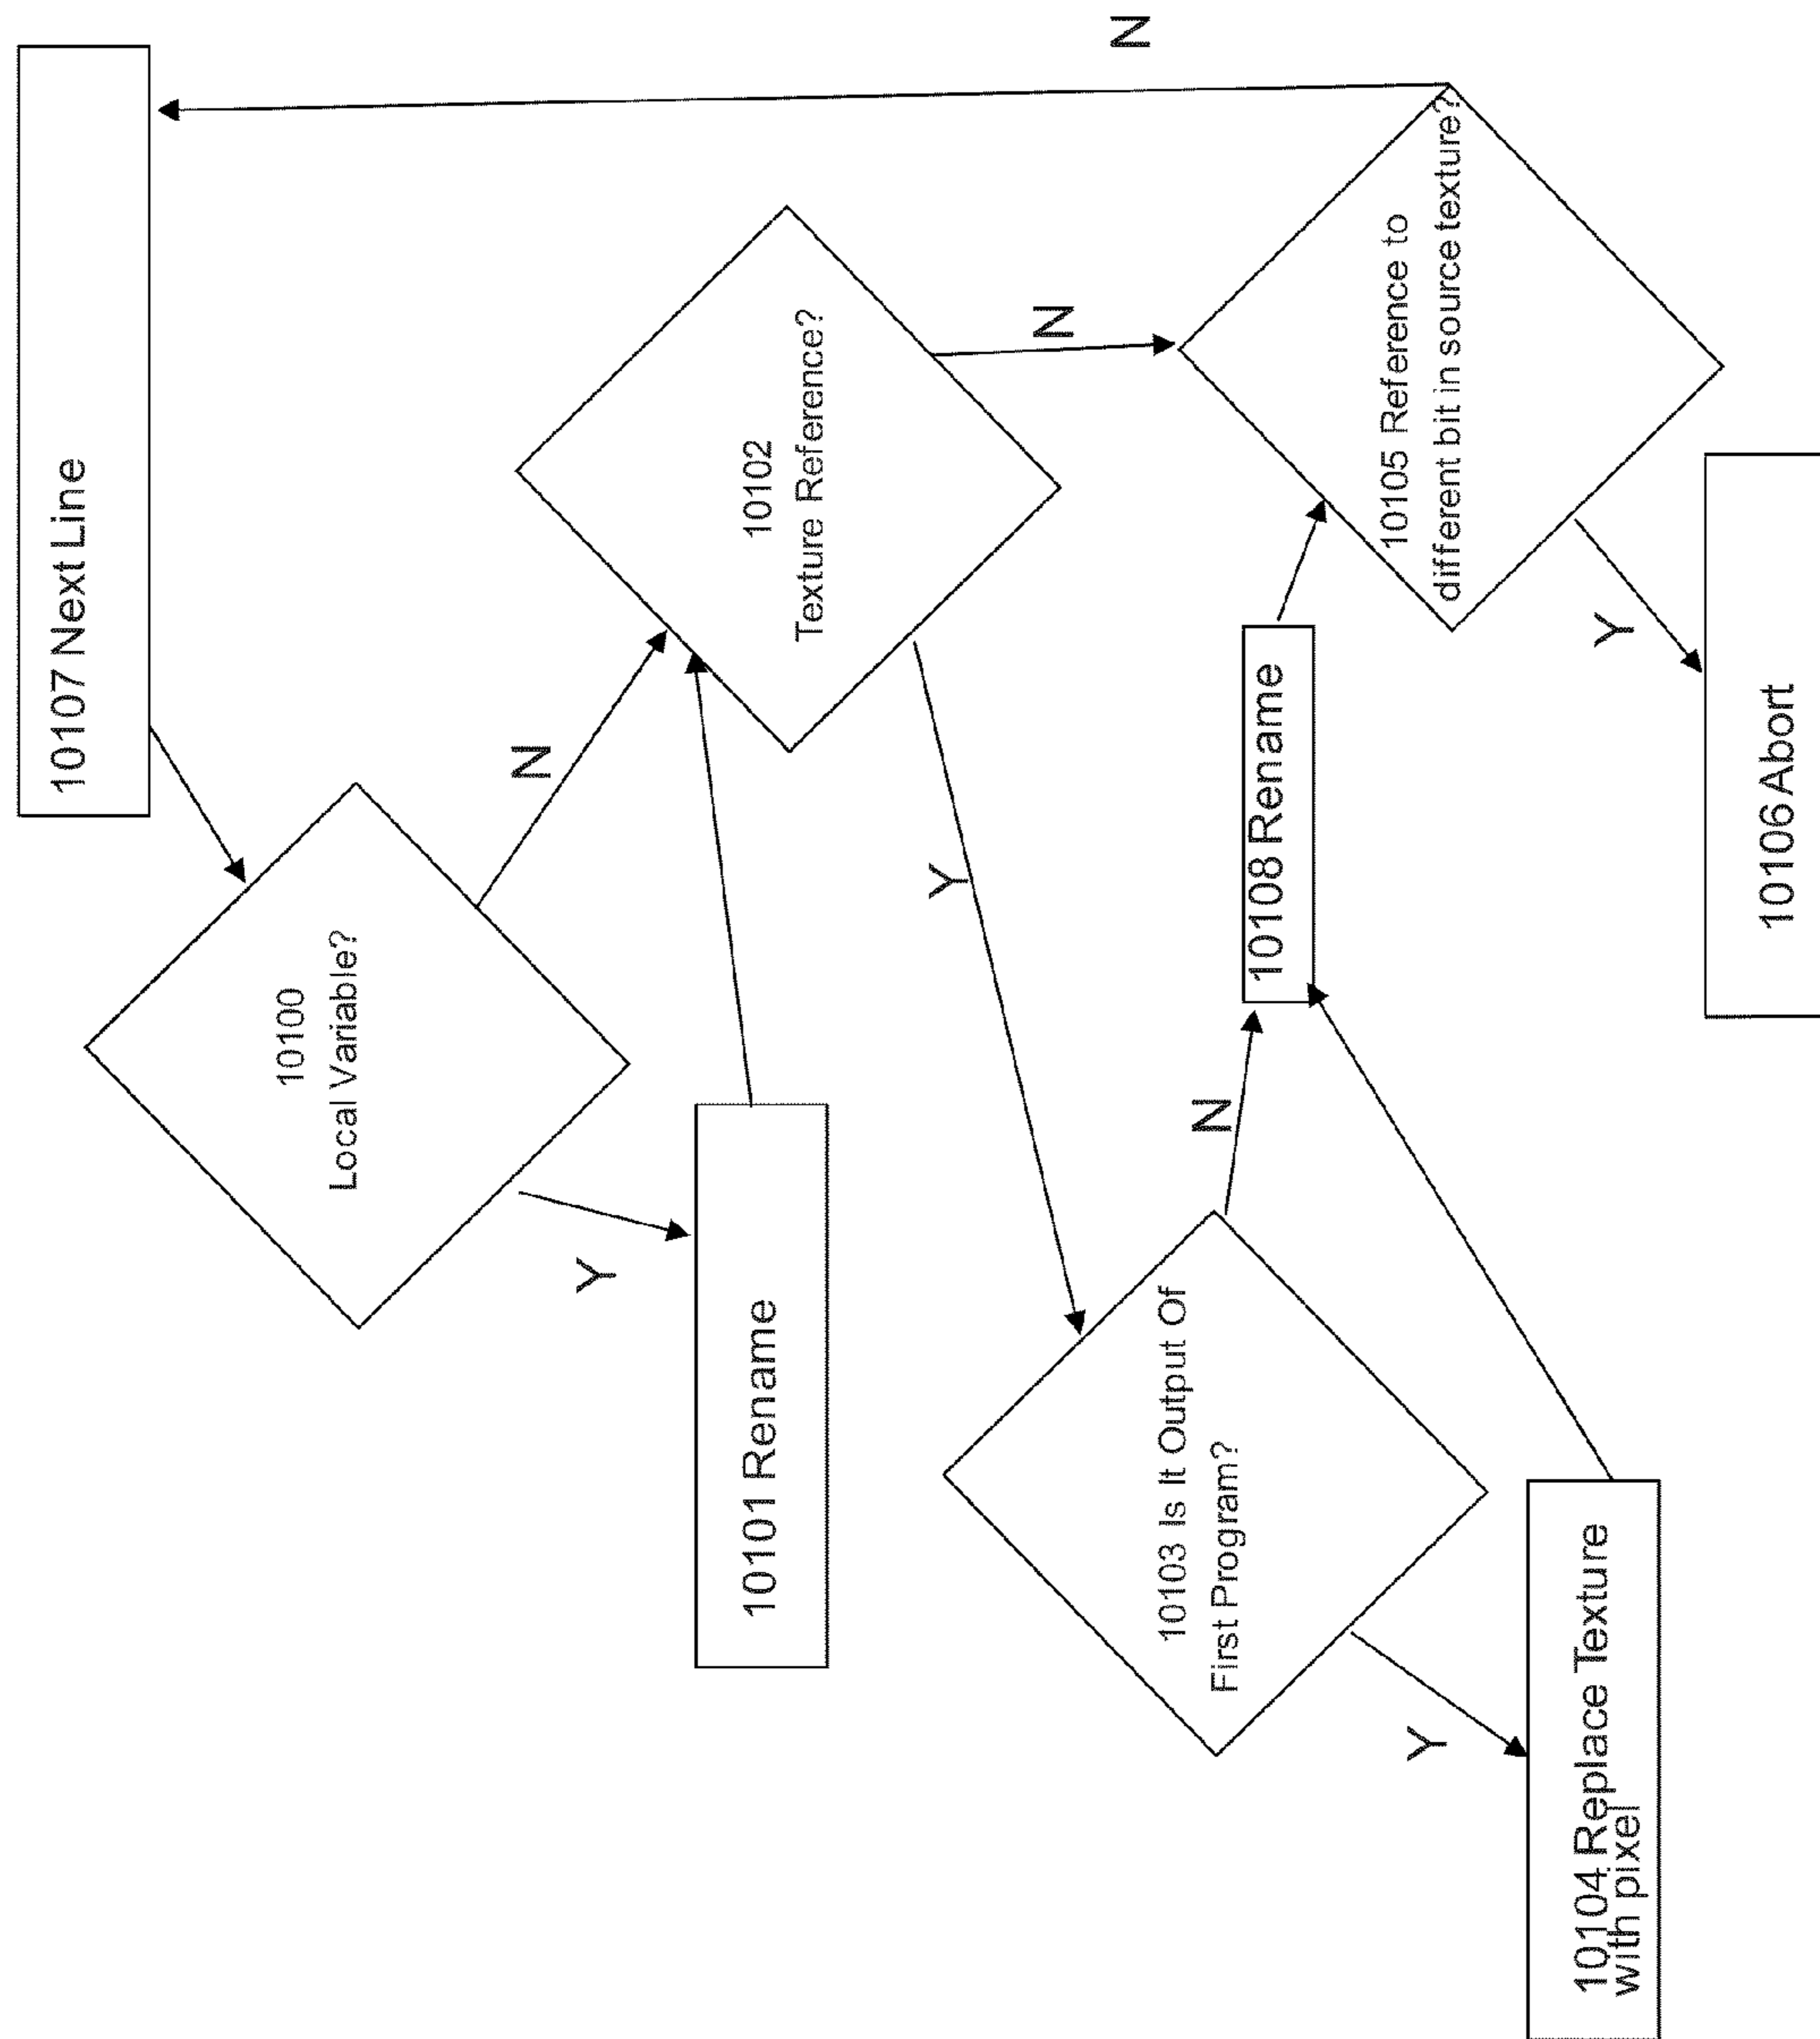 10107 Next Line
10100
Local Variable?
N
Y
10101 Rename
10102
Texture Reference?
N
Y
10103 Is It Output Of
First Program?
N
Y
10104 Replace Texture
with pixel
10108 Rename
10105 Reference to
different bit in source texture?
N
Y
10106 Abort